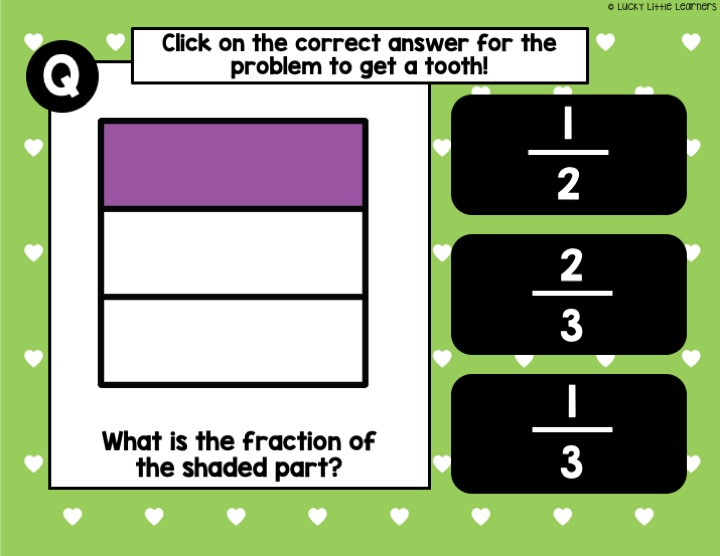 © Lucky Little Learners
Click on the correct answer for the
problem to get a tooth!
Q
What is the fraction of
the shaded part?
1
2
2
3
1
3